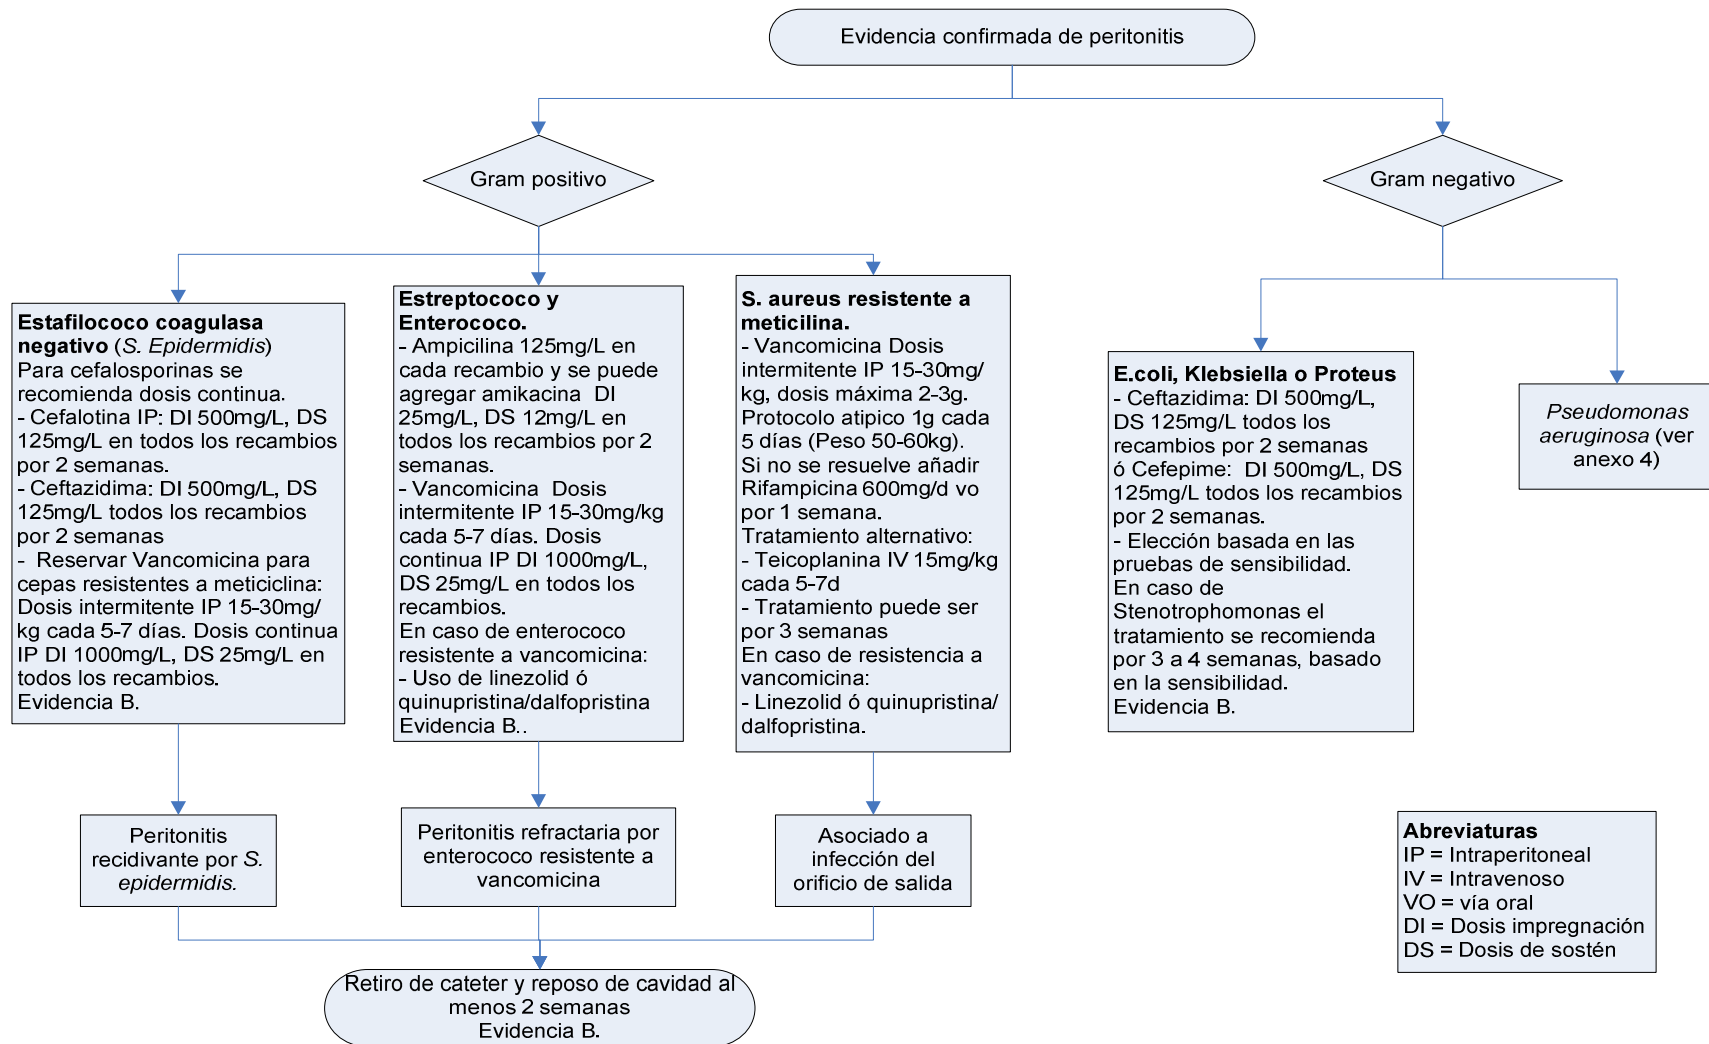 Evidencia confirmada de peritonitis
Gram positivo
Gram negativo
Estafilococo coagulasa
negativo (S. Epidermidis)
Para cefalosporinas se
recomienda dosis continua.
- Cefalotina IP: DI 500mg/L, DS
125mg/L en todos los recambios
por 2 semanas.
- Ceftazidima: DI 500mg/L, DS
125mg/L todos los recambios
por 2 semanas
- Reservar Vancomicina para
cepas resistentes a meticiclina:
Dosis intermitente IP 15-30mg/
kg cada 5-7 días. Dosis continua
IP DI 1000mg/L, DS 25mg/L en
todos los recambios.
Evidencia B.
Estreptococo y
Enterococo.
- Ampicilina 125mg/L en
cada recambio y se puede
agregar amikacina DI
25mg/L, DS 12mg/L en
todos los recambios por 2
semanas.
- Vancomicina Dosis
intermitente IP 15-30mg/kg
cada 5-7 días. Dosis
continua IP DI 1000mg/L,
DS 25mg/L en todos los
recambios.
En caso de enterococo
resistente a vancomicina:
- Uso de linezolid ó
quinupristina/dalfopristina
Evidencia B..
S. aureus resistente a
meticilina.
- Vancomicina Dosis
intermitente IP 15-30mg/
kg, dosis máxima 2-3g.
Protocolo atipico 1g cada
5 días (Peso 50-60kg).
Si no se resuelve añadir
Rifampicina 600mg/d vo
por 1 semana.
Tratamiento alternativo:
- Teicoplanina IV 15mg/kg
cada 5-7d
- Tratamiento puede ser
por 3 semanas
En caso de resistencia a
vancomicina:
- Linezolid ó quinupristina/
dalfopristina.
E.coli, Klebsiella o Proteus
- Ceftazidima: DI 500mg/L,
DS 125mg/L todos los
recambios por 2 semanas
ó Cefepime: DI 500mg/L, DS
125mg/L todos los recambios
por 2 semanas.
- Elección basada en las
pruebas de sensibilidad.
En caso de
Stenotrophomonas el
tratamiento se recomienda
por 3 a 4 semanas, basado
en la sensibilidad.
Evidencia B.
Pseudomonas
aeruginosa (ver
anexo 4)
Peritonitis
recidivante por S.
epidermidis.
Peritonitis refractaria por
enterococo resistente a
vancomicina
Asociado a
infección del
orificio de salida
Retiro de cateter y reposo de cavidad al
menos 2 semanas
Evidencia B.
Abreviaturas
IP = Intraperitoneal
IV = Intravenoso
VO = vía oral
DI = Dosis impregnación
DS = Dosis de sostén